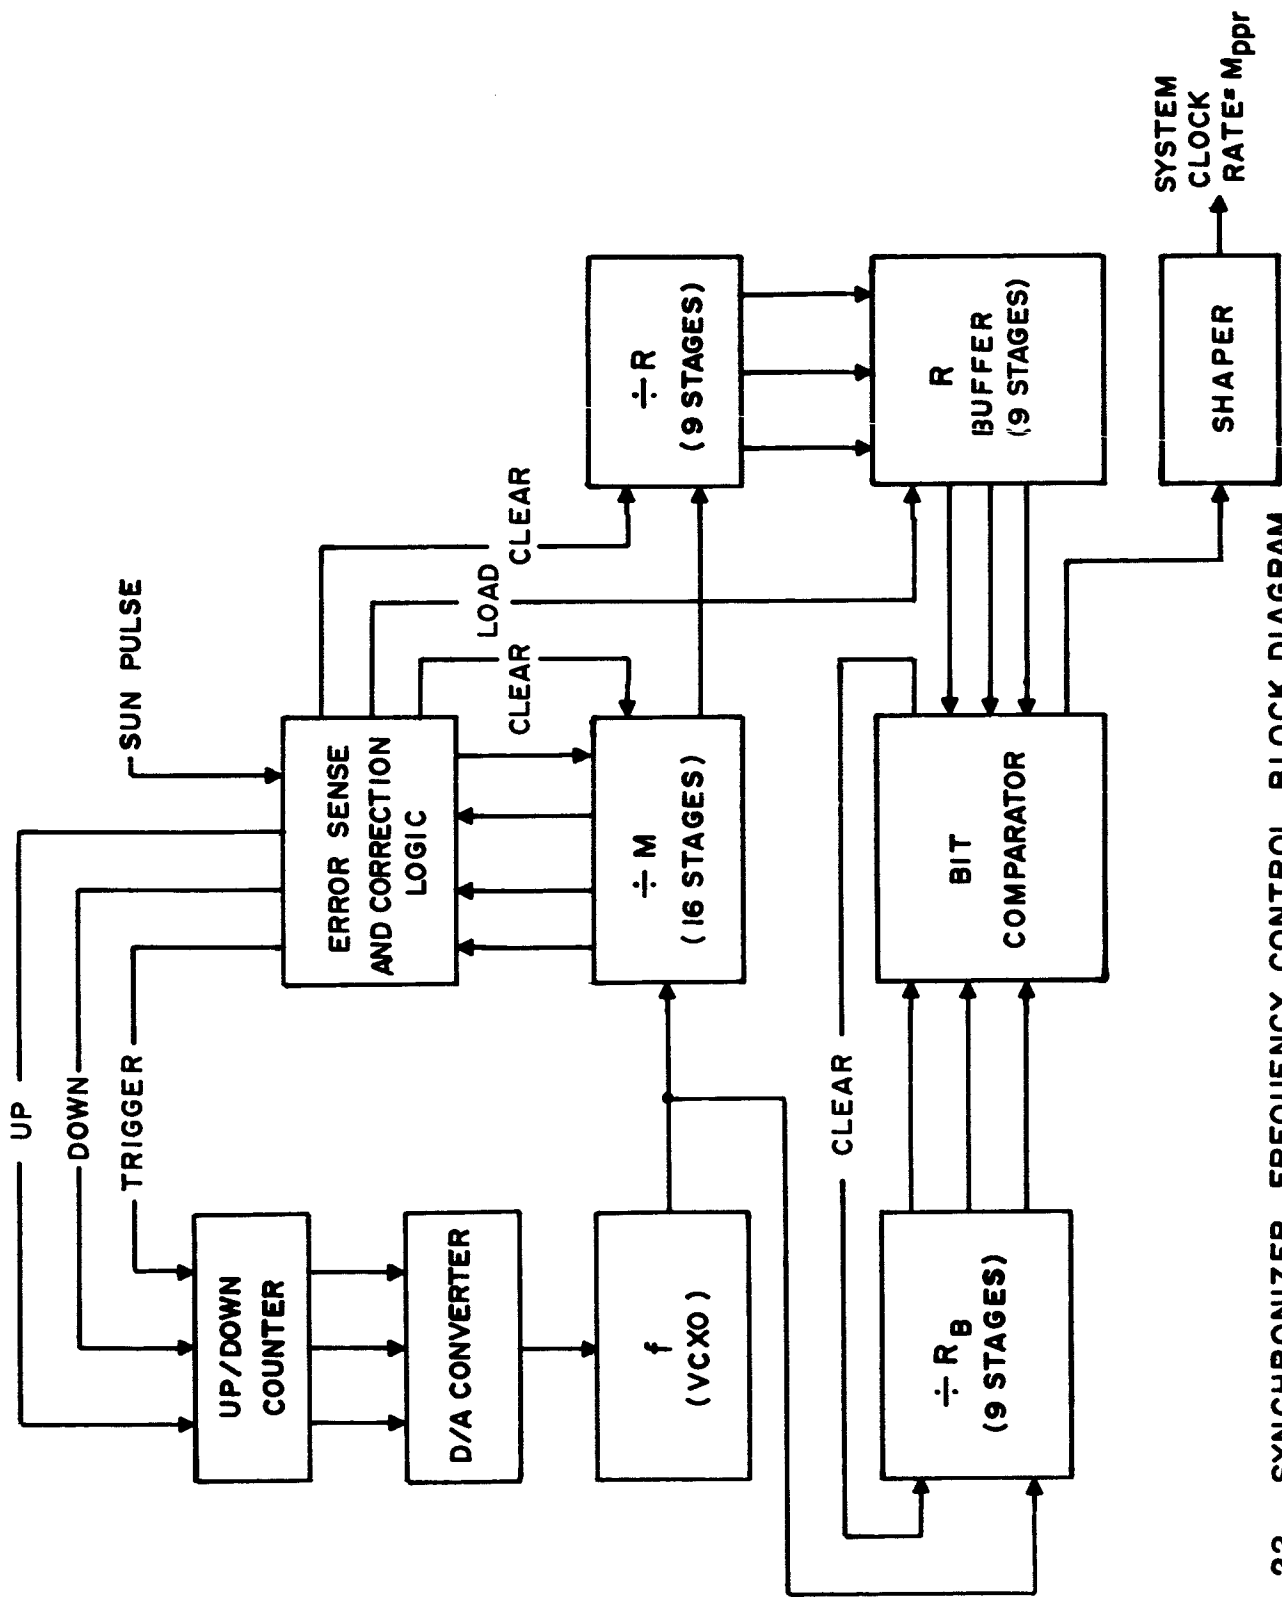 UP
DOWN
TRIGGER
SUN PULSE
UP/DOWN
COUNTER
D/A CONVERTER
f
(VCXO)
ERROR SENSE
AND CORRECTION
LOGIC
CLEAR
LOAD
CLEAR
÷ M
(16 STAGES)
÷ R
(9 STAGES)
R
BUFFER
(9 STAGES)
CLEAR
÷ RB
(9 STAGES)
BIT
COMPARATOR
SHAPER
SYSTEM
CLOCK
RATE= Mppr
SYNCHRONIZER FREQUENCY CONTROL BLOCK DIAGRAM